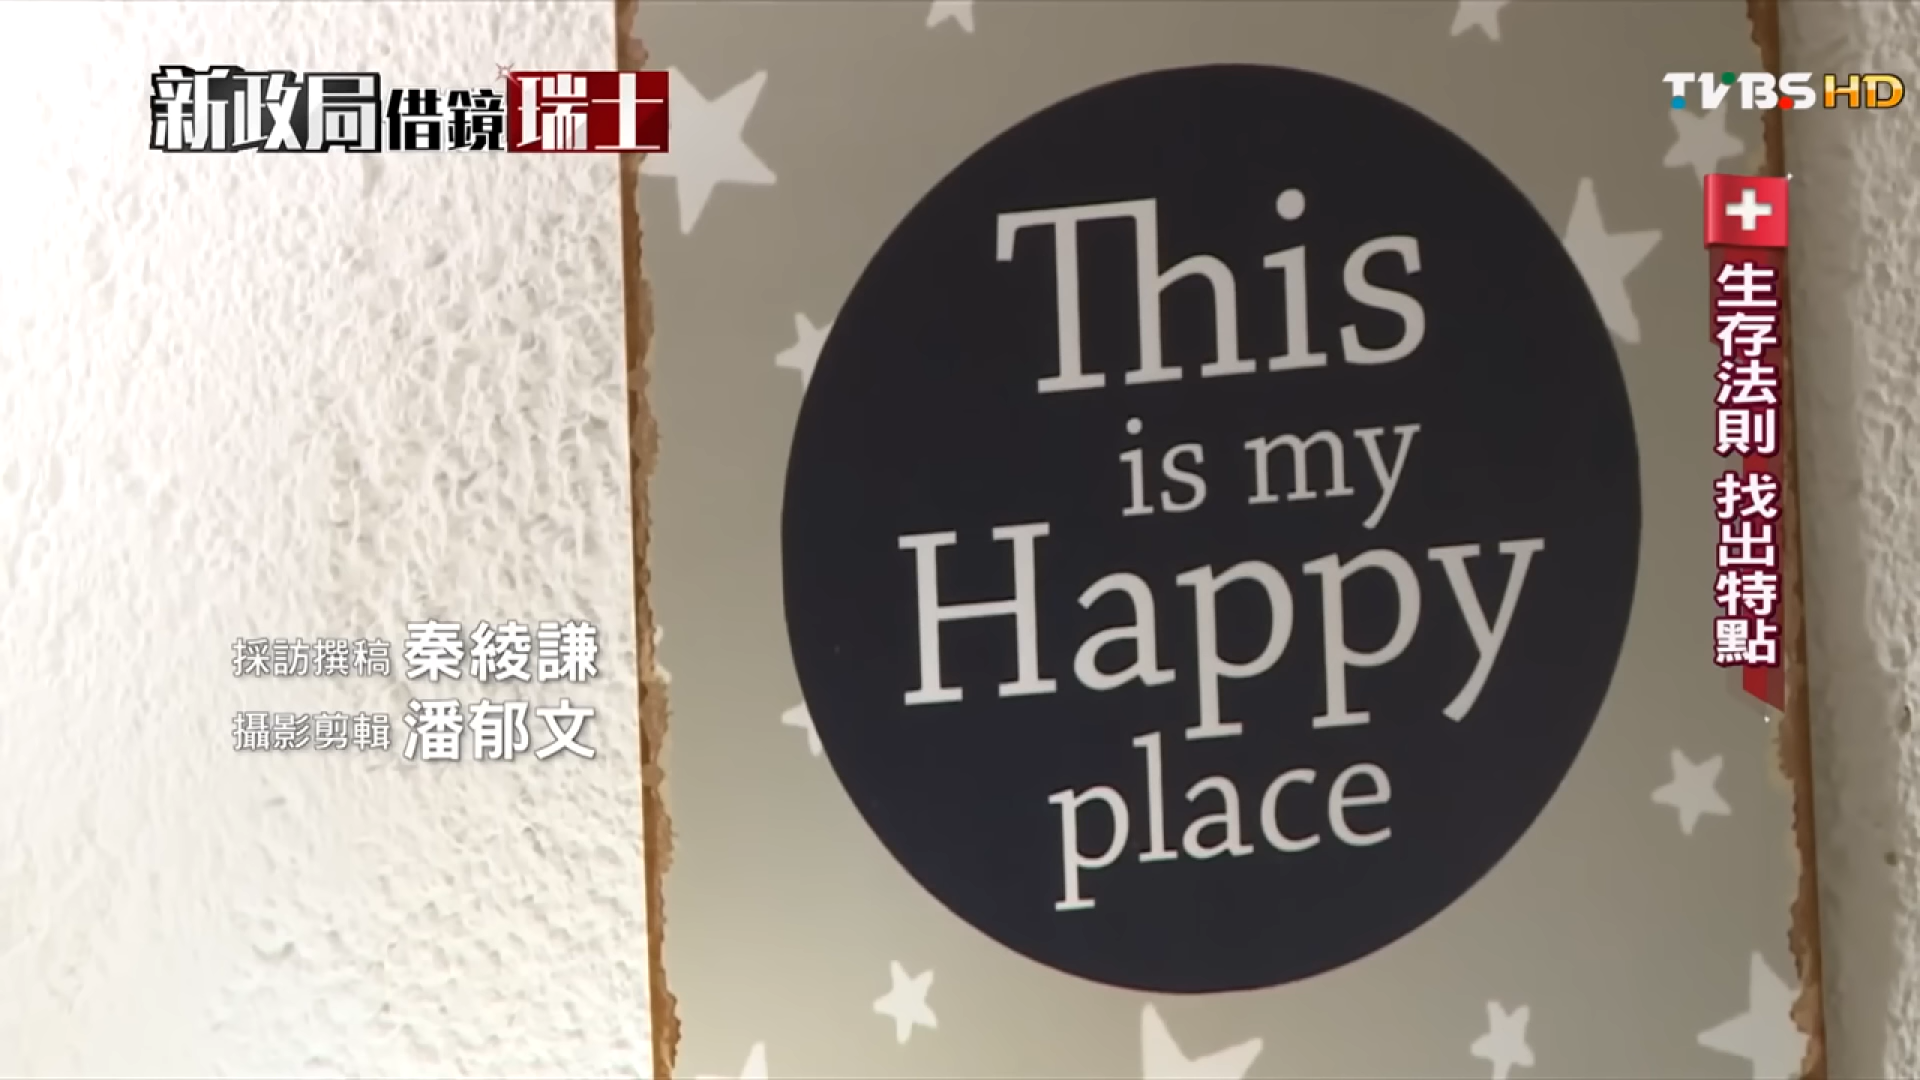 新政局借鏡瑞士
TVBS HD
This
is my
Happy
place
生存法則 找出特點
採訪撰稿 秦綾謙
攝影剪輯 潘郁文